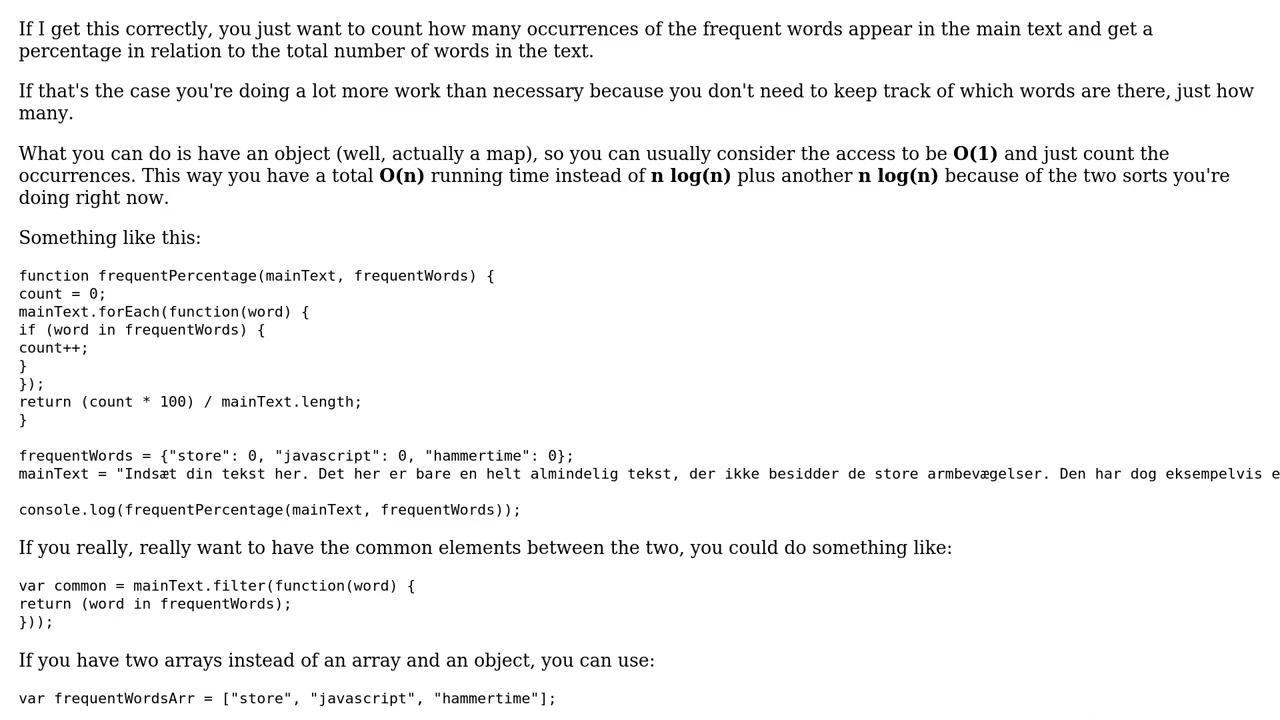 If I get this correctly, you just want to count how many occurrences of the frequent words appear in the main text and get a
percentage in relation to the total number of words in the text.
If that's the case you're doing a lot more work than necessary because you don't need to keep track of which words are there, just how
many.
What you can do is have an object (well, actually a map), so you can usually consider the access to be O(1) and just count the
occurrences. This way you have a total O(n) running time instead of n log(n) plus another n log(n) because of the two sorts you're
doing right now.
Something like this:
function frequentPercentage(mainText, frequentWords) {
count = 0;
mainText.forEach(function(word) {
if (word in frequentWords) {
count++;
}
});
return (count * 100) / mainText.length;
}
frequentWords = {"store": 0, "javascript": 0, "hammertime": 0};
mainText = "Indsæt din tekst her. Det her er bare en helt almindelig tekst, der ikke besidder de store armbevægelser. Den har dog eksempelvis
console.log(frequentPercentage(mainText, frequentWords));
If you really, really want to have the common elements between the two, you could do something like:
var common = mainText.filter(function(word) {
return (word in frequentWords);
}));
If you have two arrays instead of an array and an object, you can use:
var frequentWordsArr = ["store", "javascript", "hammertime"];